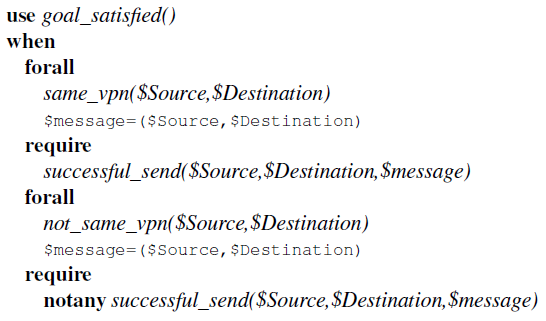 use goal_satisfied()
when
forall
same_vpn($Source,$Destination)
$message=($Source,$Destination)
require
successful_send($Source,$Destination,$message)
forall
not_same_vpn($Source,$Destination)
$message=($Source,$Destination)
require
notany successful_send($Source,$Destination,$message)